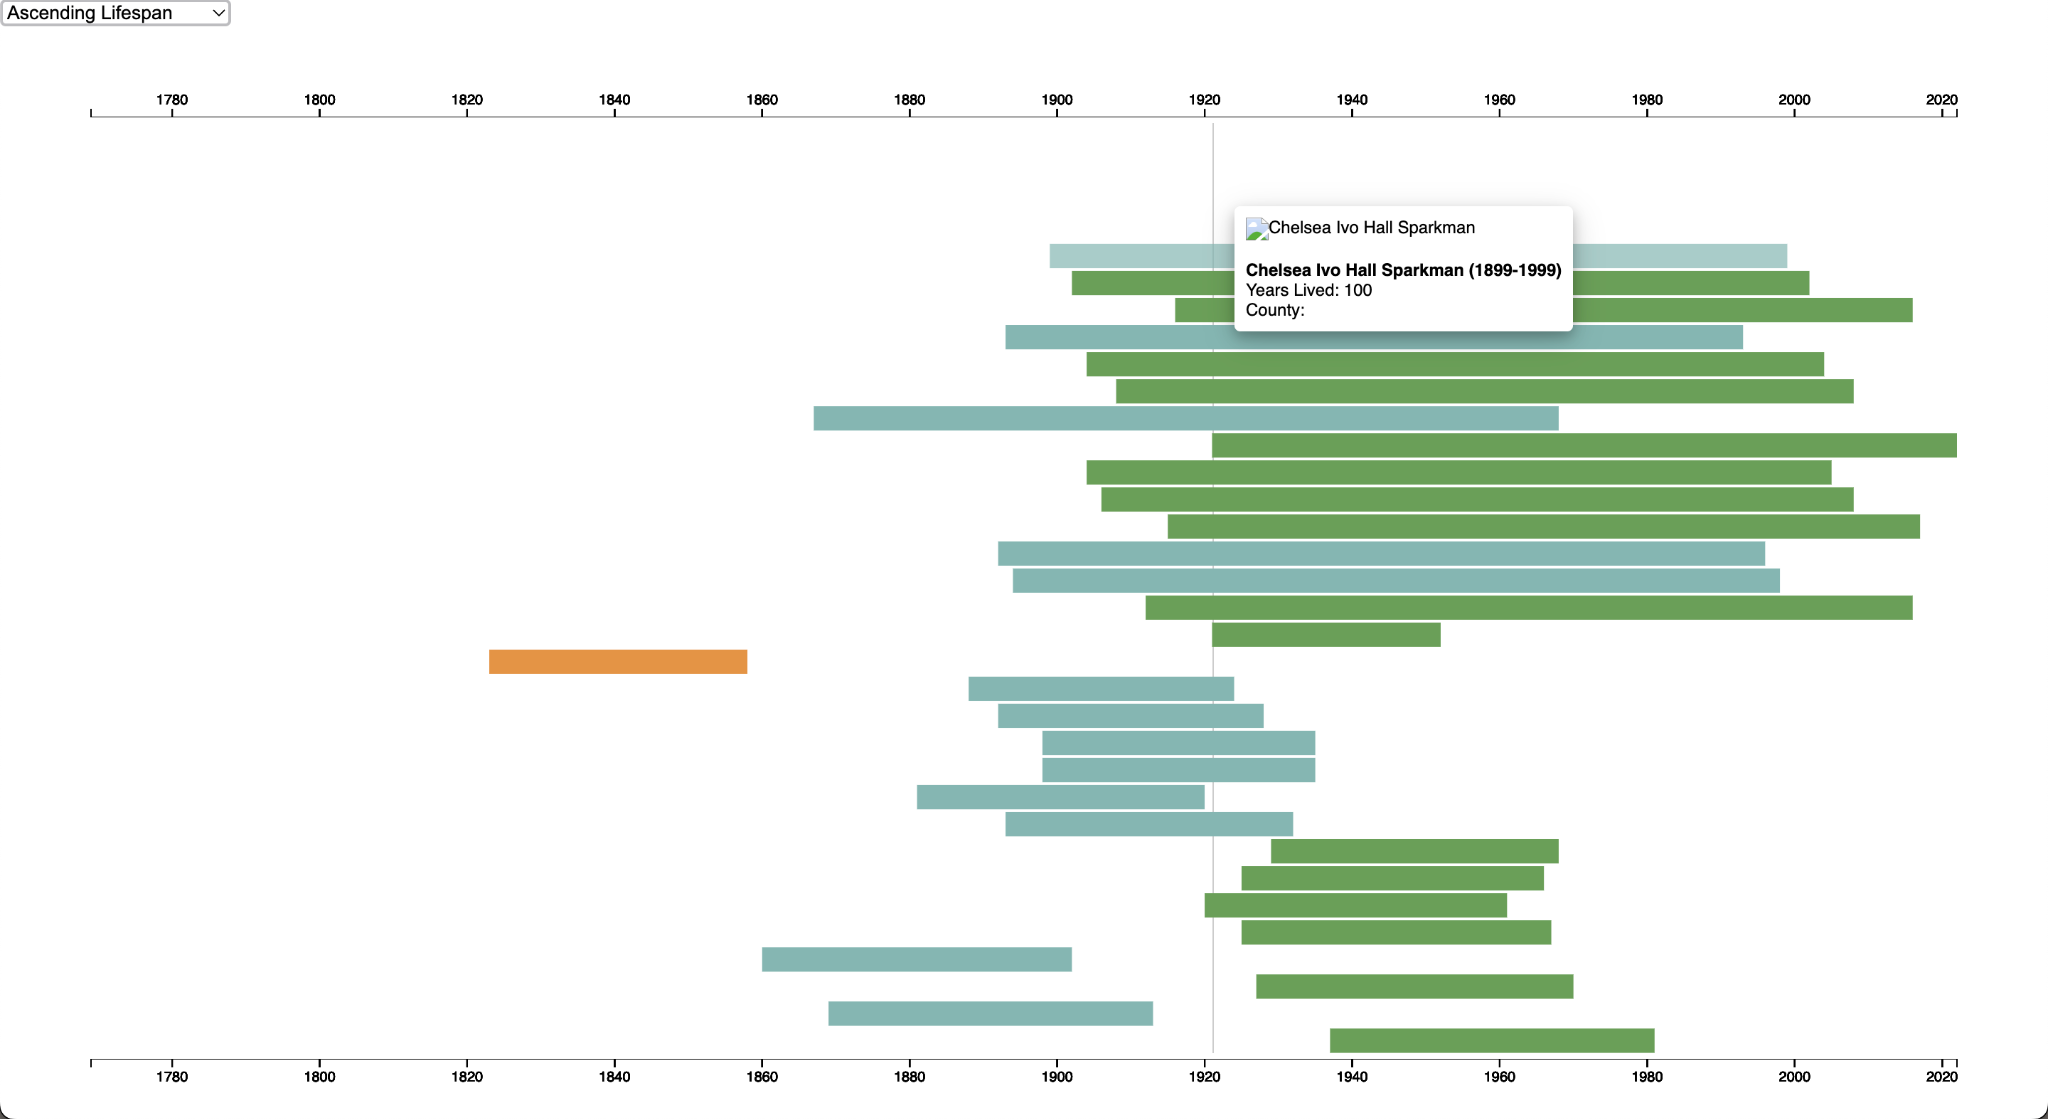 Ascending Lifespan
1780 1800 1820 1840 1860 1880 1900 1920 1940 1960 1980 2000 2020
Chelsea Ivo Hall Sparkman
Chelsea Ivo Hall Sparkman (1899-1999)
Years Lived: 100
County:
1780 1800 1820 1840 1860 1880 1900 1920 1940 1960 1980 2000 2020